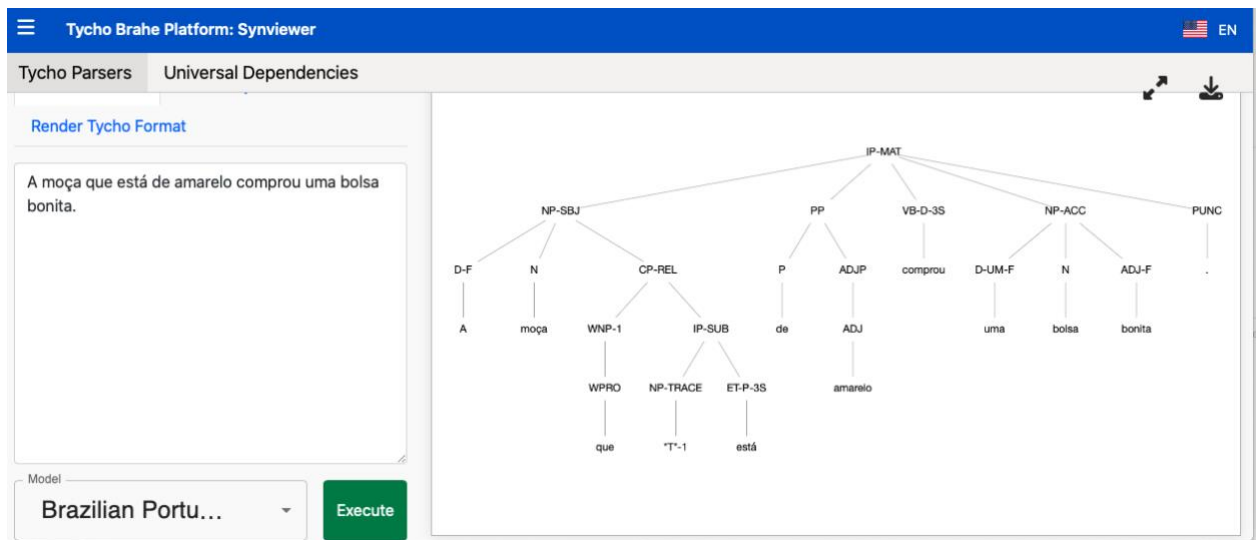 Tycho Brahe Platform: Synviewer
EN
Tycho Parsers Universal Dependencies
Render Tycho Format
A moça que está de amarelo comprou uma bolsa
bonita.
Model
Brazilian Portu...
Execute
IP-MAT
NP-SBJ PP VB-D-3S NP-ACC PUNC
D-F N CP-REL P ADJP comprou D-UM-F N ADJ-F .
A moça WNP-1 IP-SUB de ADJ uma bolsa bonita
WPRO NP-TRACE ET-P-3S amarelo
que *T*-1 está